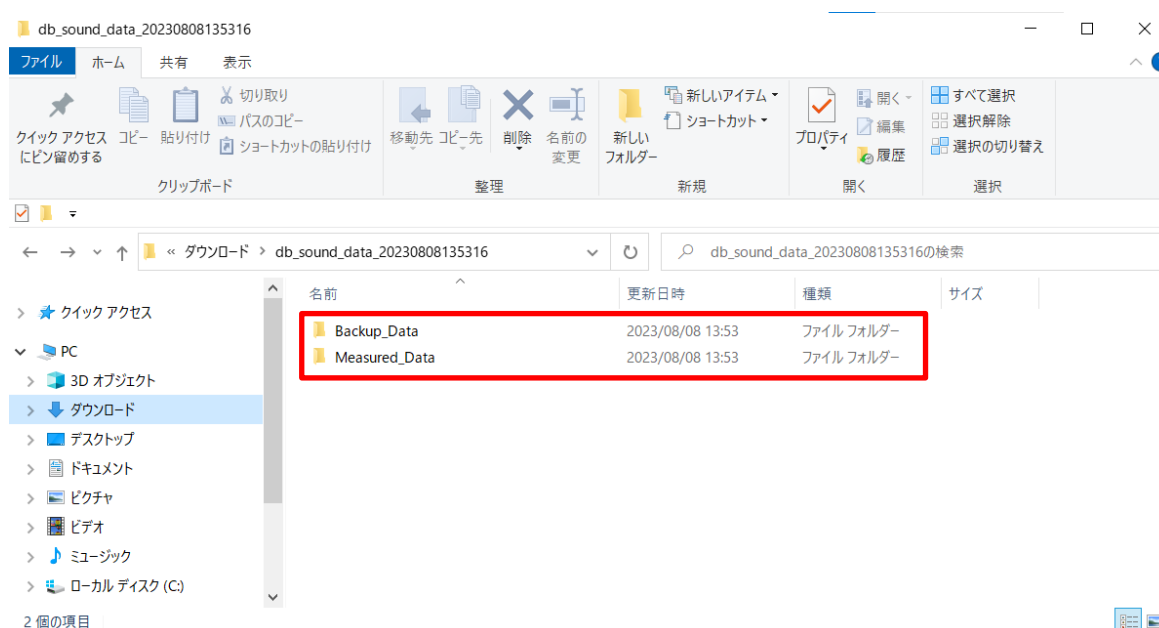 db_sound_data_20230808135316
ファイル ホーム 共有 表示
クイック アクセス
にピン留めする
コピー
貼り付け
切り取り
パスのコピー
ショートカットの貼り付け
クリップボード
移動先
コピー先
削除
名前の
変更
整理
新しい
フォルダー
新しいアイテム
ショートカット
新規
プロパティ
開く
編集
履歴
開く
すべて選択
選択解除
選択の切り替え
選択
« ダウンロード > db_sound_data_20230808135316
db_sound_data_20230808135316の検索
クイック アクセス
PC
3D オブジェクト
ダウンロード
デスクトップ
ドキュメント
ピクチャ
ビデオ
ミュージック
ローカル ディスク (C:)
名前 更新日時 種類 サイズ
Backup_Data 2023/08/08 13:53 ファイル フォルダー
Measured_Data 2023/08/08 13:53 ファイル フォルダー
2 個の項目